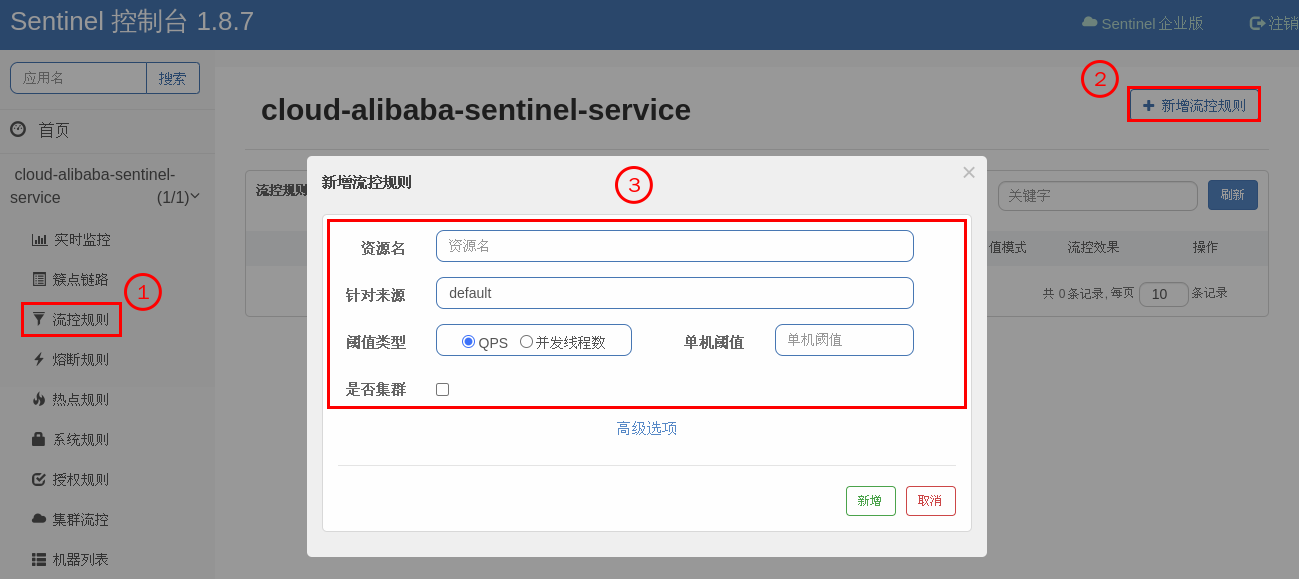 Sentinel 控制台 1.8.7
Sentinel 企业版
注销
应用名
搜索
首页
cloud-alibaba-sentinel-
service
(1/1)
实时监控
簇点链路
1
流控规则
熔断规则
热点规则
系统规则
授权规则
集群流控
机器列表
cloud-alibaba-sentinel-service
2
新增流控规则
流控规则
关键字
刷新
值模式
流控效果
操作
共 0 条记录, 每页
10
条记录
新增流控规则
3
×
资源名
资源名
针对来源
default
阈值类型
QPS
并发线程数
单机阈值
单机阈值
是否集群
高级选项
新增
取消